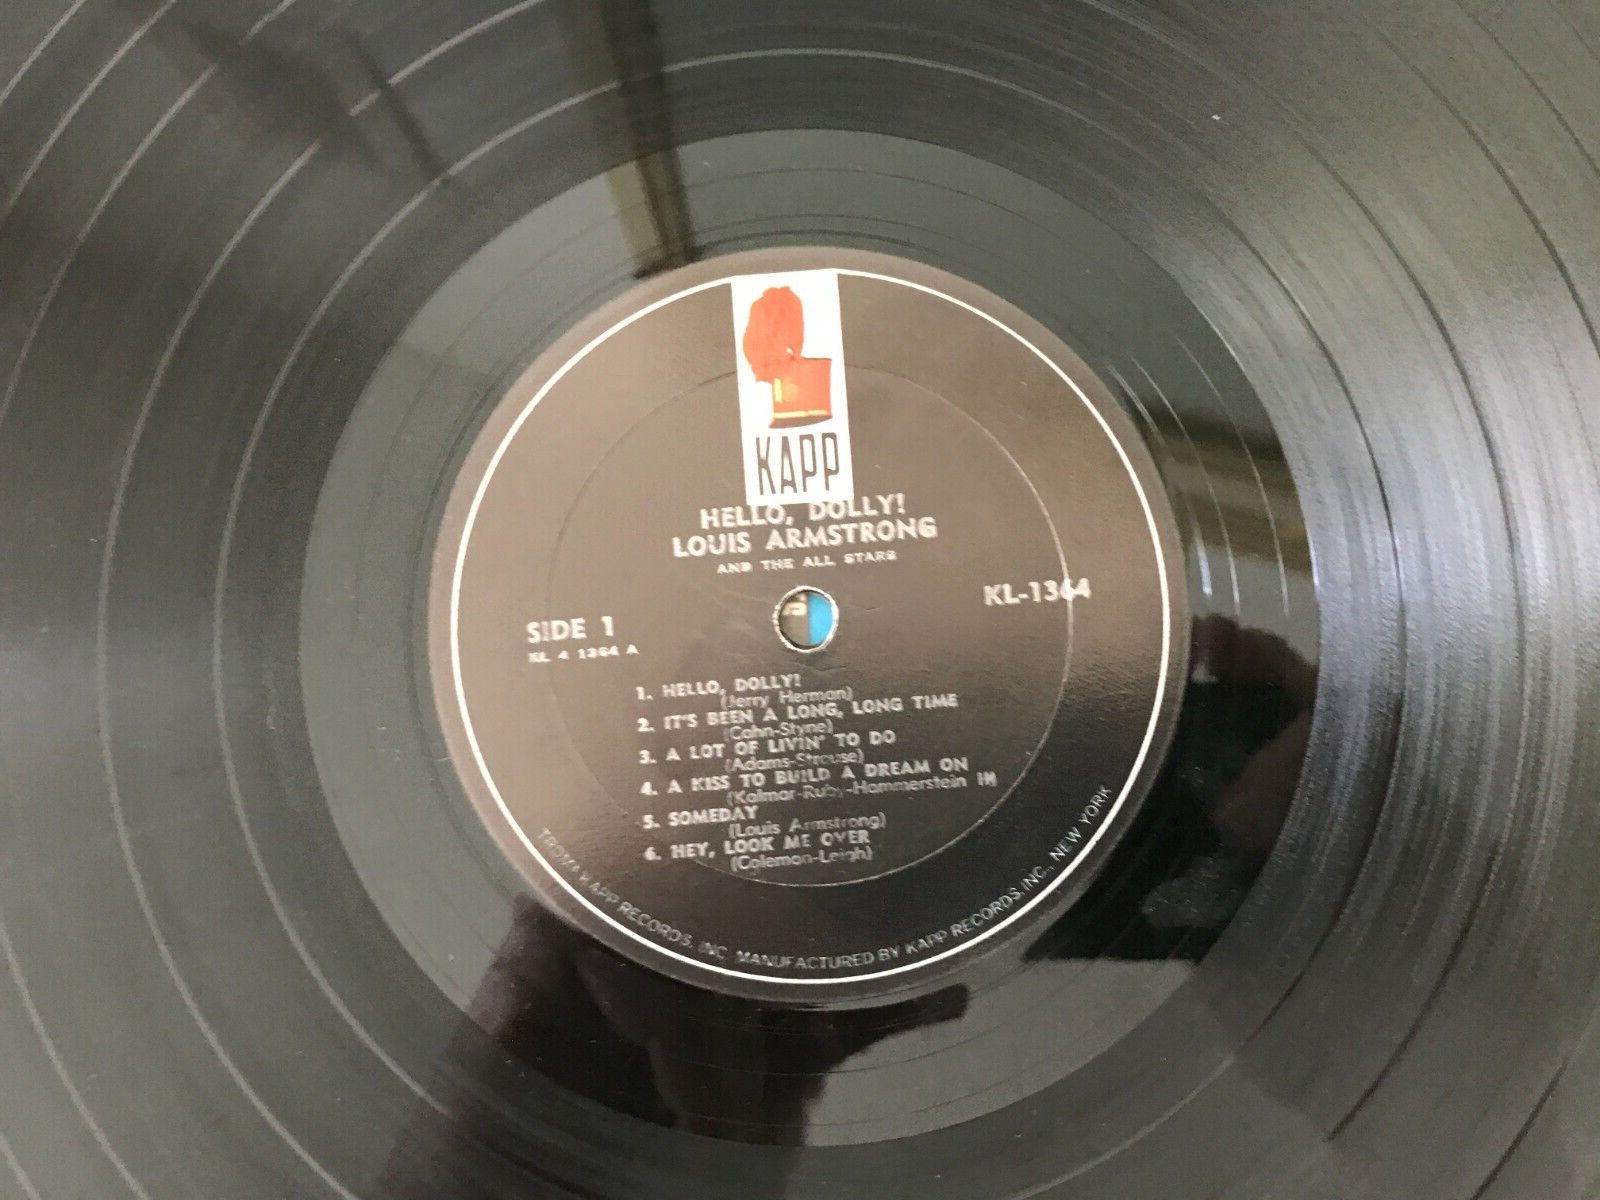 KAPP
HELLO, DOLLY!
LOUIS ARMSTRONG
AND THE ALL STARS
KL-1364
SIDE 1
KL 4 1364 A
1. HELLO, DOLLY!
(Jerry Herman)
2. IT'S BEEN A LONG, LONG TIME
(Cahn-Styne)
3. A LOT OF LIVIN' TO DO
(Adams-Strouse)
4. A KISS TO BUILD A DREAM ON
(Kalmar-Ruby-Hammerstein II)
5. SOMEDAY
(Louis Armstrong)
6. HEY, LOOK ME OVER
(Coleman-Leigh)
KAPP RECORDS, INC. MANUFACTURED BY KAPP RECORDS, INC., NEW YORK